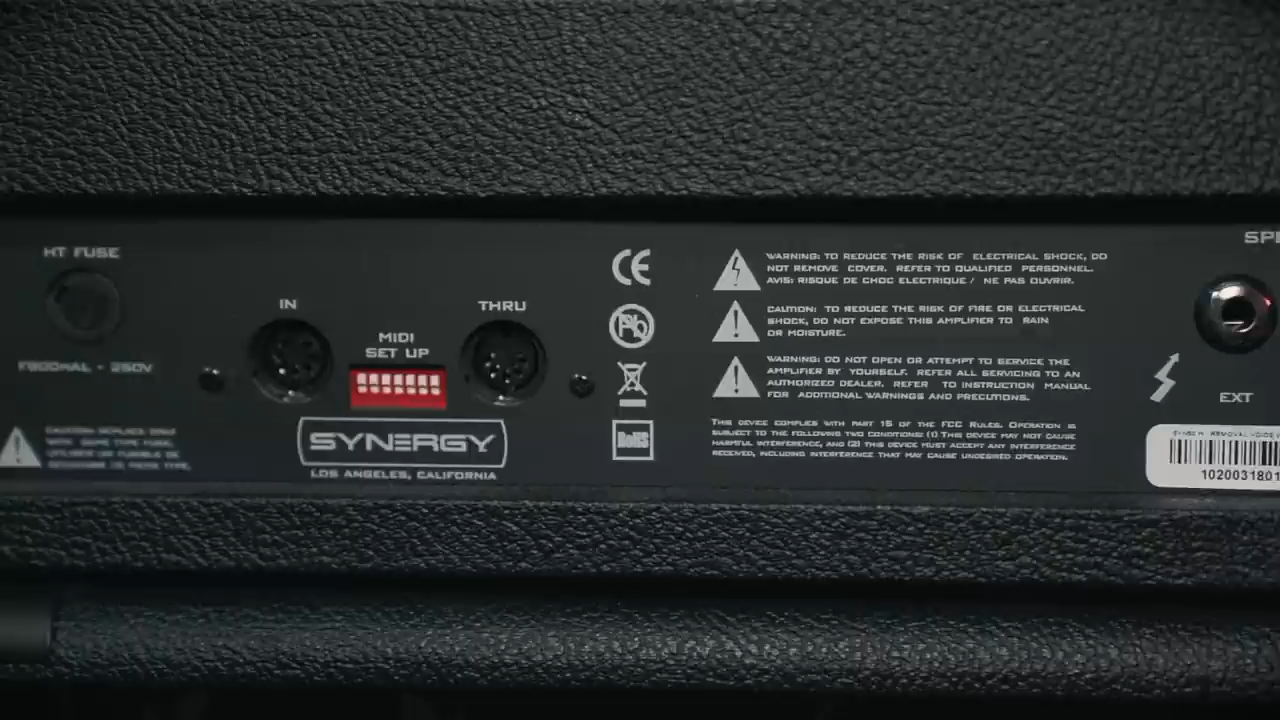 HT FUSE
F800MAL - 250V
IN
MIDI
SET UP
THRU
SYNERGY
LOS ANGELES, CALIFORNIA
CE
Pb
RoHS
WARNING: TO REDUCE THE RISK OF ELECTRICAL SHOCK, DO
NOT REMOVE COVER. REFER TO QUALIFIED PERSONNEL.
AVIS: RISQUE DE CHOC ELECTRIQUE / NE PAS OUVRIR.
CAUTION: TO REDUCE THE RISK OF FIRE OR ELECTRICAL
SHOCK, DO NOT EXPOSE THIS AMPLIFIER TO RAIN
OR MOISTURE.
WARNING: DO NOT OPEN OR ATTEMPT TO SERVICE THE
AMPLIFIER BY YOURSELF. REFER ALL SERVICING TO AN
AUTHORIZED DEALER. REFER TO INSTRUCTION MANUAL
FOR ADDITIONAL WARNINGS AND PRECUTIONS.
THIS DEVICE COMPLIES WITH PART 15 OF THE FCC RULES. OPERATION IS
SUBJECT TO THE FOLLOWING TWO CONDITIONS: (1) THIS DEVICE MAY NOT CAUSE
HARMFUL INTERFERENCE, AND (2) THIS DEVICE MUST ACCEPT ANY INTERFERENCE
RECEIVED, INCLUDING INTERFERENCE THAT MAY CAUSE UNDESIRED OPERATION.
EXT
1020031801